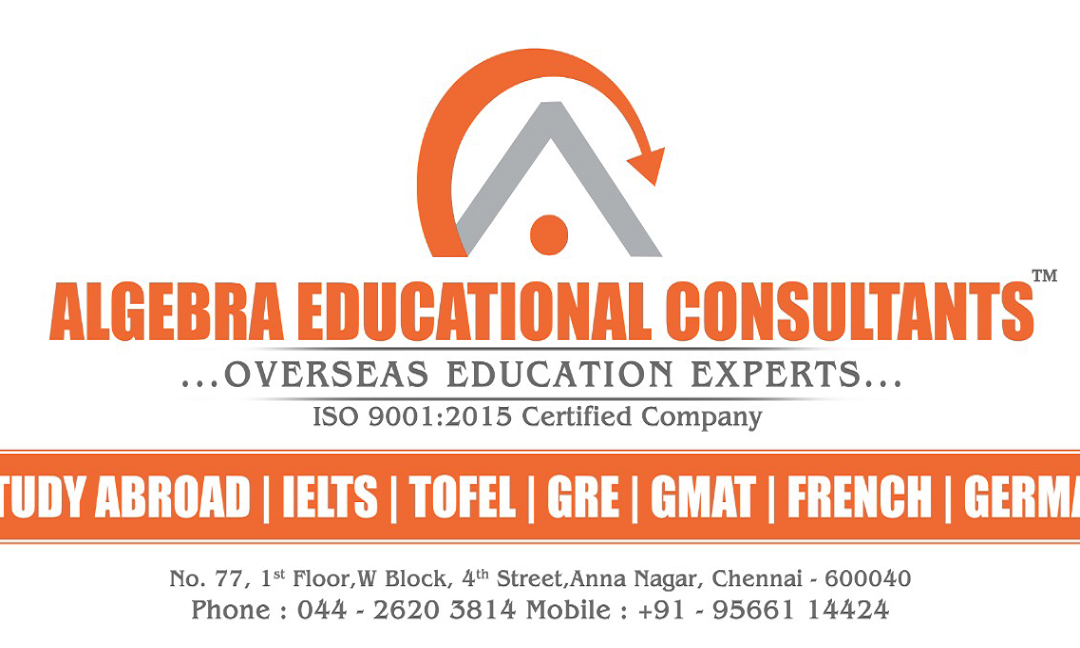 ALGEBRA EDUCATIONAL CONSULTANTS™
...OVERSEAS EDUCATION EXPERTS...
ISO 9001:2015 Certified Company
TUDY ABROAD | IELTS | TOFEL | GRE | GMAT | FRENCH | GERMA
No. 77, 1st Floor,W Block, 4th Street,Anna Nagar, Chennai - 600040
Phone : 044 - 2620 3814 Mobile : +91 - 95661 14424